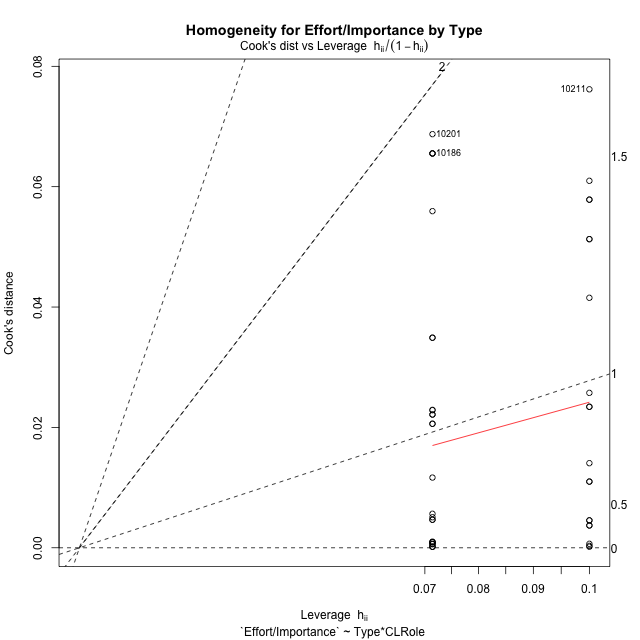 Homogeneity for Effort/Importance by Type
Cook's dist vs Leverage hii/(1 − hii)
0.08
2
10211
10201
10186
1.5
0.06
Cook's distance
0.04
1
0.02
0.5
0.00
0
0.07 0.08 0.09 0.1
Leverage hii
`Effort/Importance` ~ Type*CLRole